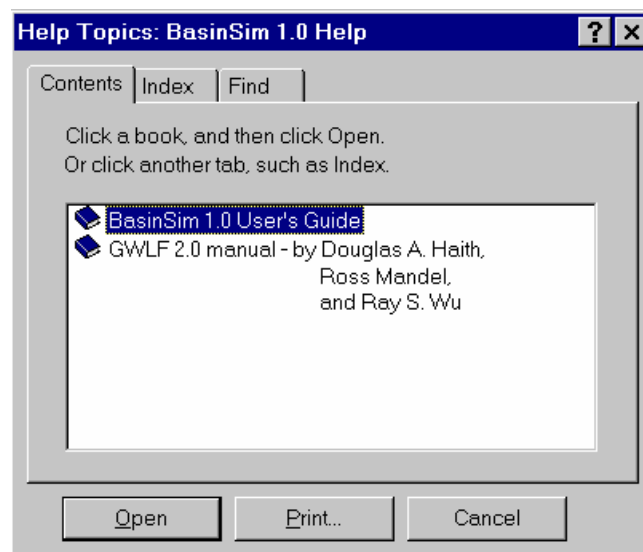 Help Topics: BasinSim 1.0 Help
Contents Index Find
Click a book, and then click Open.
Or click another tab, such as Index.
BasinSim 1.0 User's Guide
GWLF 2.0 manual - by Douglas A. Haith,
Ross Mandel,
and Ray S. Wu
Open Print... Cancel